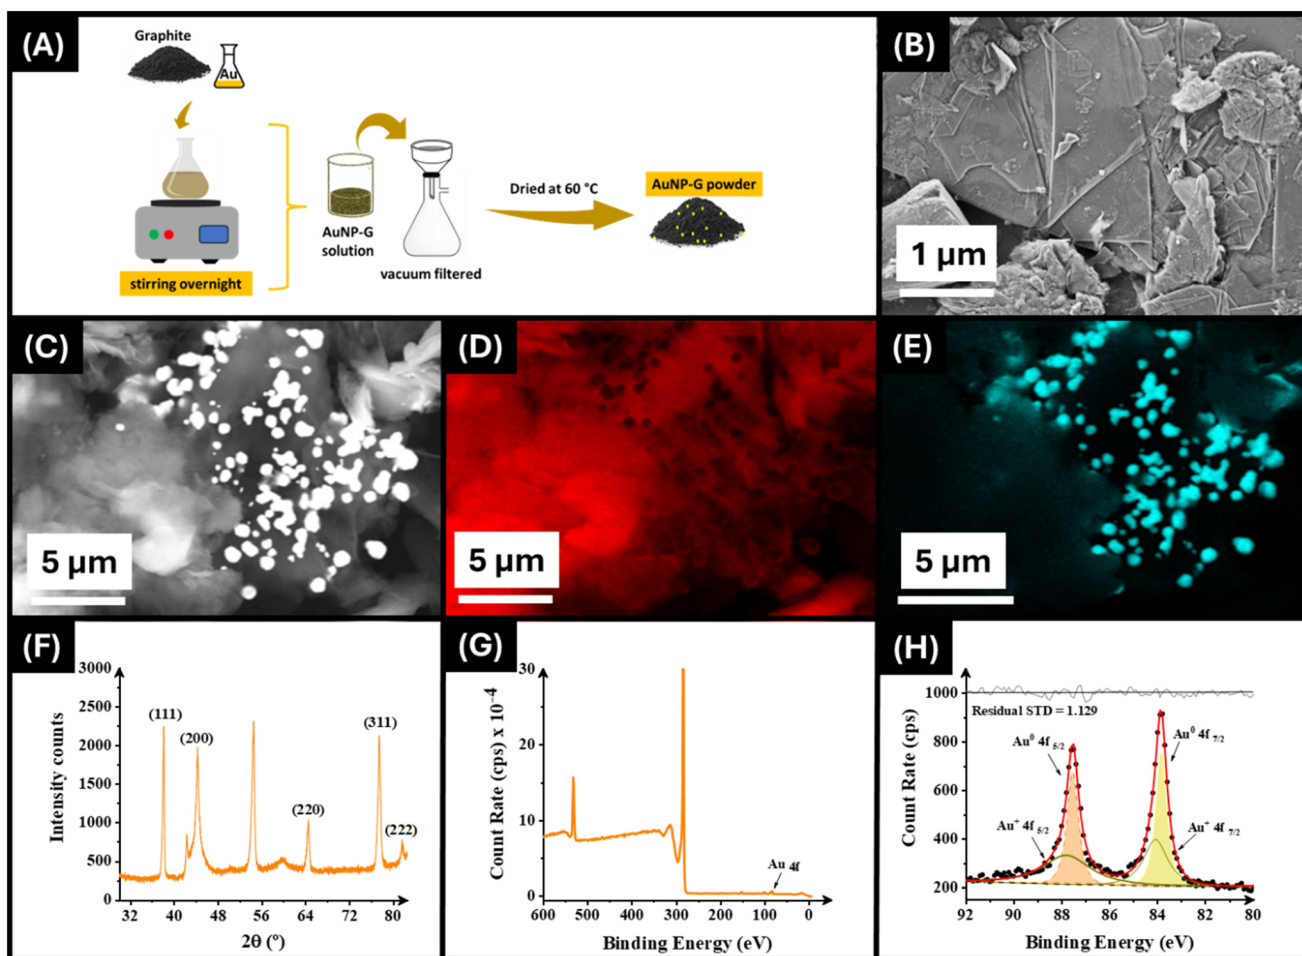 (A)
Graphite
Au
stirring overnight
AuNP-G
solution
vacuum filtered
Dried at 60 °C
AuNP-G powder
(B)
1 µm
(C)
5 µm
(D)
5 µm
(E)
5 µm
(F)
Intensity counts
3000
2500
2000
1500
1000
500
0
(111)
(200)
(220)
(311)
(222)
32 40 48 56 64 72 80
2θ (°)
(G)
Count Rate (cps) x 10⁻⁴
30
20
10
0
Au 4f
600 500 400 300 200 100 0
Binding Energy (eV)
(H)
Count Rate (cps)
1000
800
600
400
200
Residual STD = 1.129
Au⁰ 4f 5/2
Au⁰ 4f 7/2
Au⁺ 4f 5/2
Au⁺ 4f 7/2
92 90 88 86 84 82 80
Binding Energy (eV)